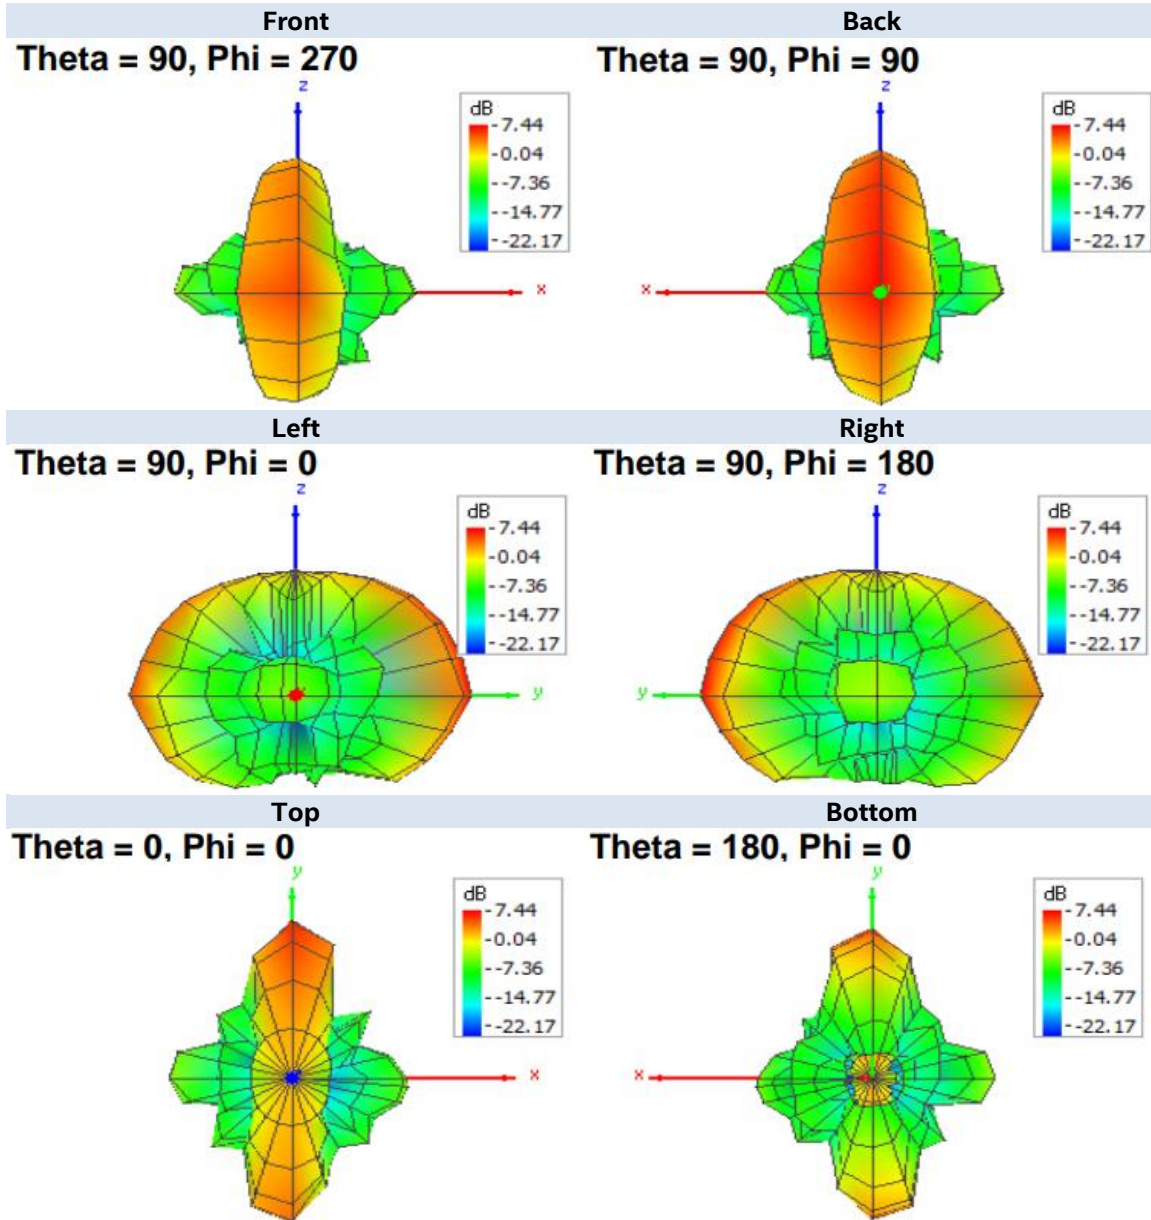 Front
Back
Theta = 90, Phi = 270
Theta = 90, Phi = 90
z
dB
-7.44
-0.04
--7.36
--14.77
--22.17
x
z
dB
-7.44
-0.04
--7.36
--14.77
--22.17
x
Left
Right
Theta = 90, Phi = 0
Theta = 90, Phi = 180
z
dB
-7.44
-0.04
--7.36
--14.77
--22.17
y
z
dB
-7.44
-0.04
--7.36
--14.77
--22.17
y
Top
Bottom
Theta = 0, Phi = 0
Theta = 180, Phi = 0
y
dB
-7.44
-0.04
--7.36
--14.77
--22.17
x
y
dB
-7.44
-0.04
--7.36
--14.77
--22.17
x